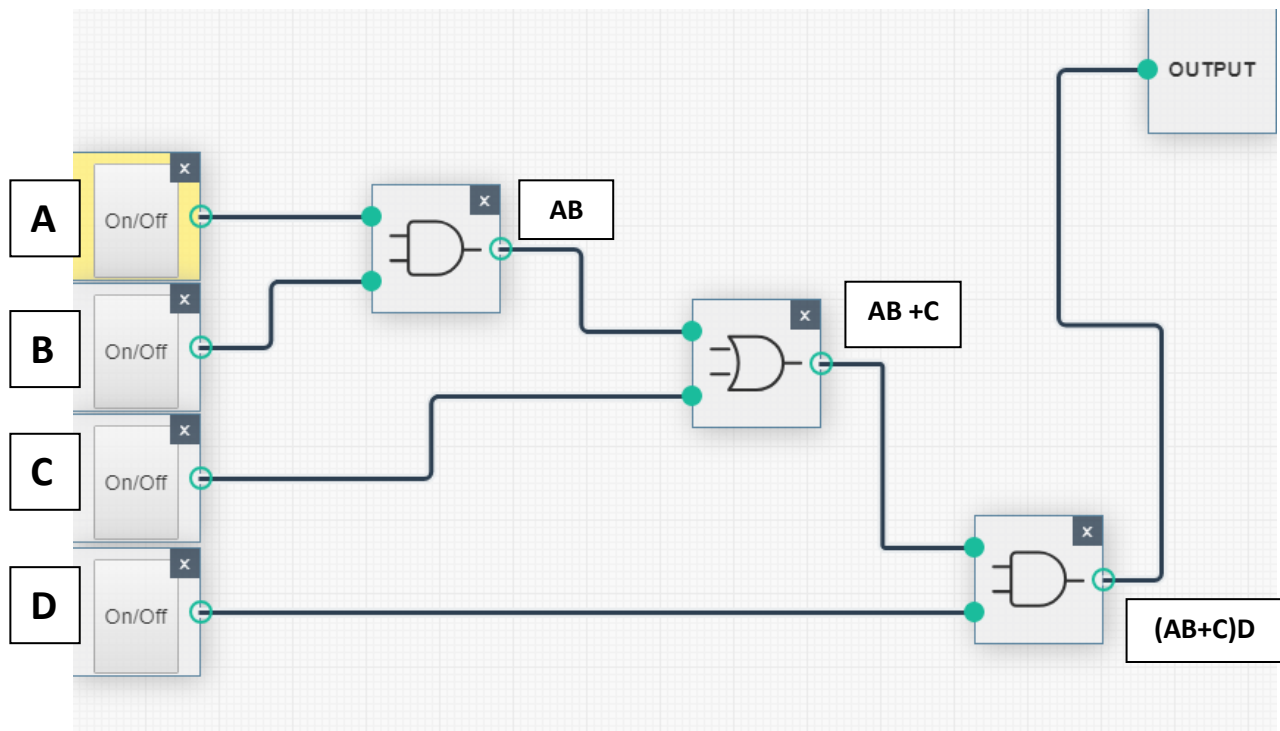 OUTPUT
x
A
On/Off
x
AB
x
B
On/Off
x
AB +C
x
C
On/Off
x
D
On/Off
x
(AB+C)D